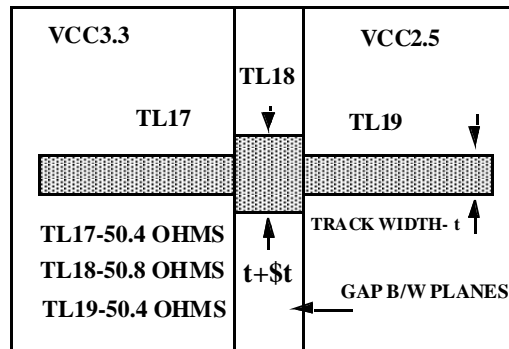 VCC3.3
VCC2.5
TL18
TL17
TL19
TRACK WIDTH- t
TL17-50.4 OHMS
TL18-50.8 OHMS
t+$t
TL19-50.4 OHMS
GAP B/W PLANES